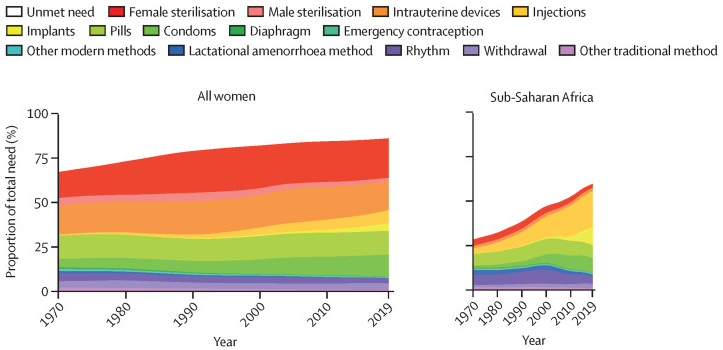 Unmet need Female sterilisation Male sterilisation Intrauterine devices Injections
Implants Pills Condoms Diaphragm Emergency contraception
Other modern methods Lactational amenorrhoea method Rhythm Withdrawal Other traditional method
All women
Sub-Saharan Africa
Proportion of total need (%)
100
75
50
25
0
1970 1980 1990 2000 2010 2019
Year
1970 1980 1990 2000 2010 2019
Year